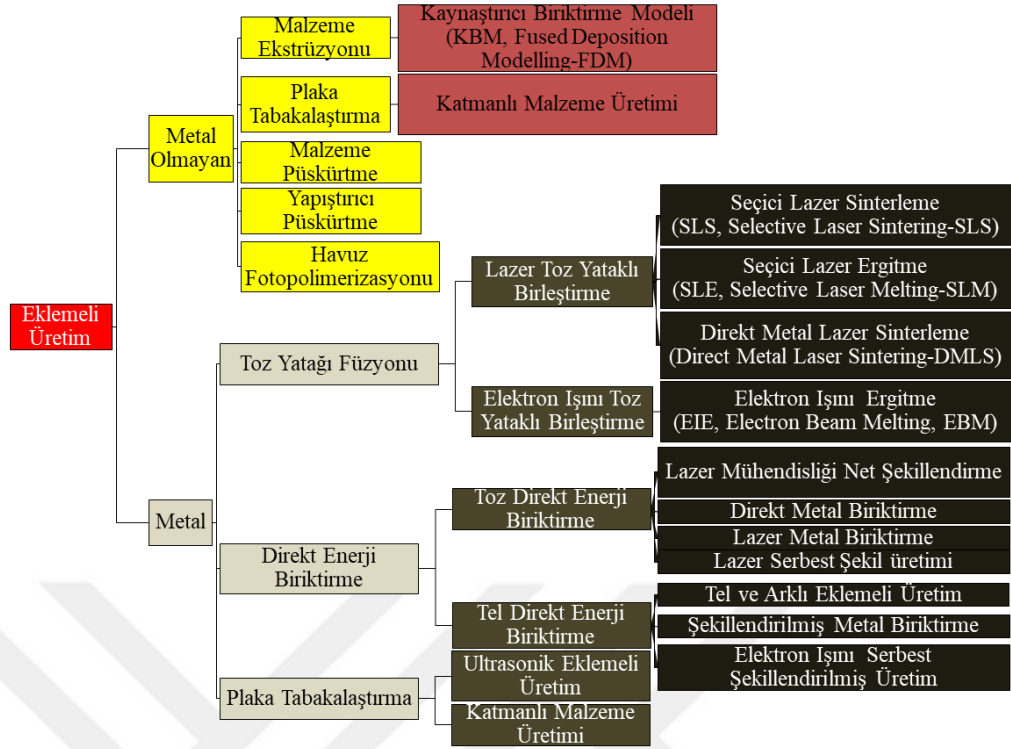 Eklemeli
Üretim
Metal
Olmayan
Malzeme
Ekstrüzyonu
Kaynaştırıcı Biriktirme Modeli
(KBM, Fused Deposition
Modelling-FDM)
Plaka
Tabakalaştırma
Katmanlı Malzeme Üretimi
Malzeme
Püskürtme
Yapıştırıcı
Püskürtme
Havuz
Fotopolimerizasyonu
Metal
Toz Yatağı Füzyonu
Lazer Toz Yataklı
Birleştirme
Seçici Lazer Sinterleme
(SLS, Selective Laser Sintering-SLS)
Seçici Lazer Ergitme
(SLE, Selective Laser Melting-SLM)
Direkt Metal Lazer Sinterleme
(Direct Metal Laser Sintering-DMLS)
Elektron Işını Toz
Yataklı Birleştirme
Elektron Işını Ergitme
(EIE, Electron Beam Melting, EBM)
Direkt Enerji
Biriktirme
Toz Direkt Enerji
Biriktirme
Lazer Mühendisliği Net Şekillendirme
Direkt Metal Biriktirme
Lazer Metal Biriktirme
Lazer Serbest Şekil üretimi
Tel Direkt Enerji
Biriktirme
Tel ve Arklı Eklemeli Üretim
Şekillendirilmiş Metal Biriktirme
Elektron Işını Serbest
Şekillendirilmiş Üretim
Plaka Tabakalaştırma
Ultrasonik Eklemeli
Üretim
Katmanlı Malzeme
Üretimi